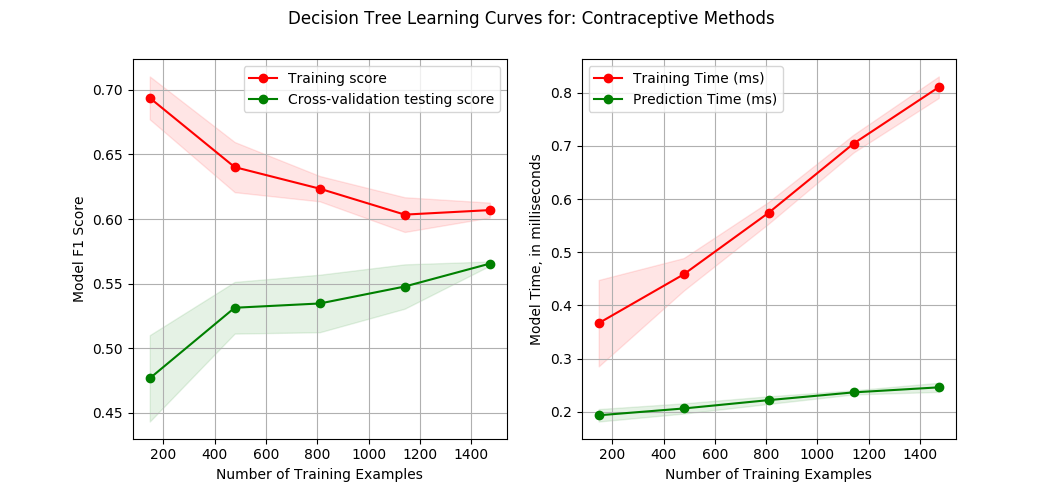 Decision Tree Learning Curves for: Contraceptive Methods
Training score
Cross-validation testing score
Model F1 Score
0.70
0.65
0.60
0.55
0.50
0.45
200 400 600 800 1000 1200 1400
Number of Training Examples
Training Time (ms)
Prediction Time (ms)
Model Time, in milliseconds
0.8
0.7
0.6
0.5
0.4
0.3
0.2
200 400 600 800 1000 1200 1400
Number of Training Examples